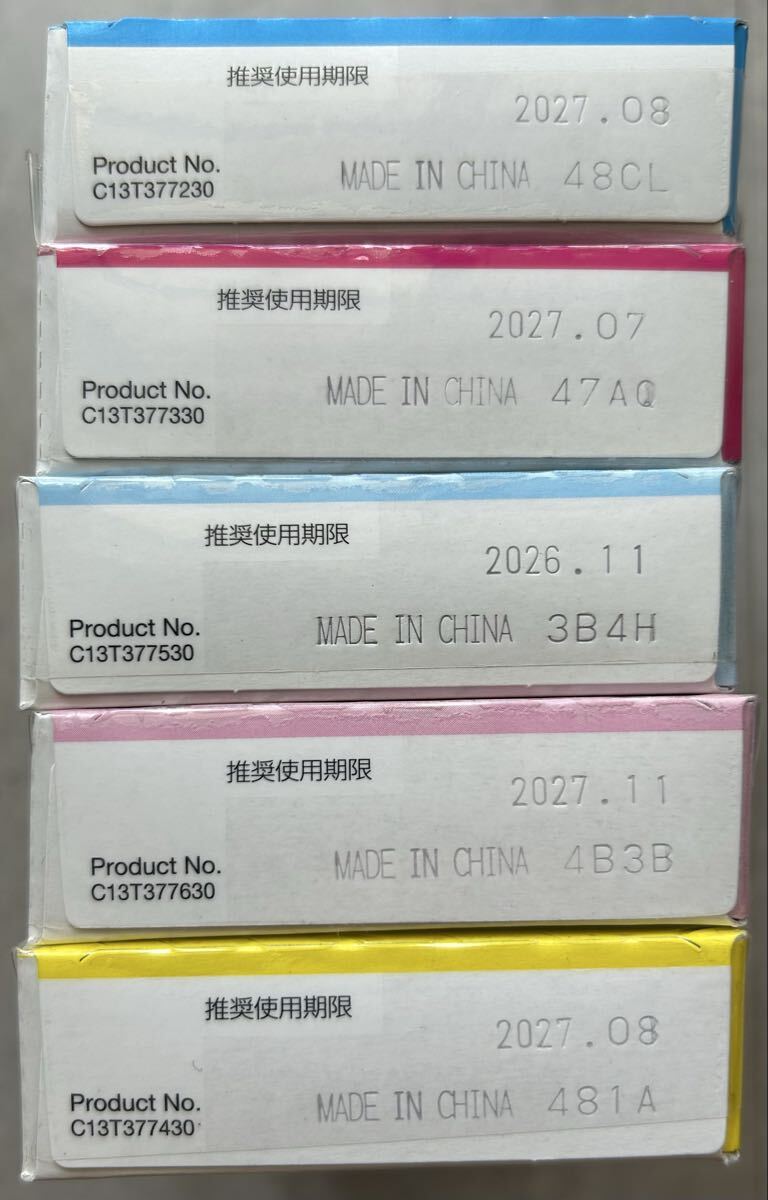 推奨使用期限
2027.08
Product No.
C13T377230
MADE IN CHINA 48CL
推奨使用期限
2027.07
Product No.
C13T377330
MADE IN CHINA 47AQ
推奨使用期限
2026.11
Product No.
C13T377530
MADE IN CHINA 3B4H
推奨使用期限
2027.11
Product No.
C13T377630
MADE IN CHINA 4B3B
推奨使用期限
2027.08
Product No.
C13T377430
MADE IN CHINA 481A